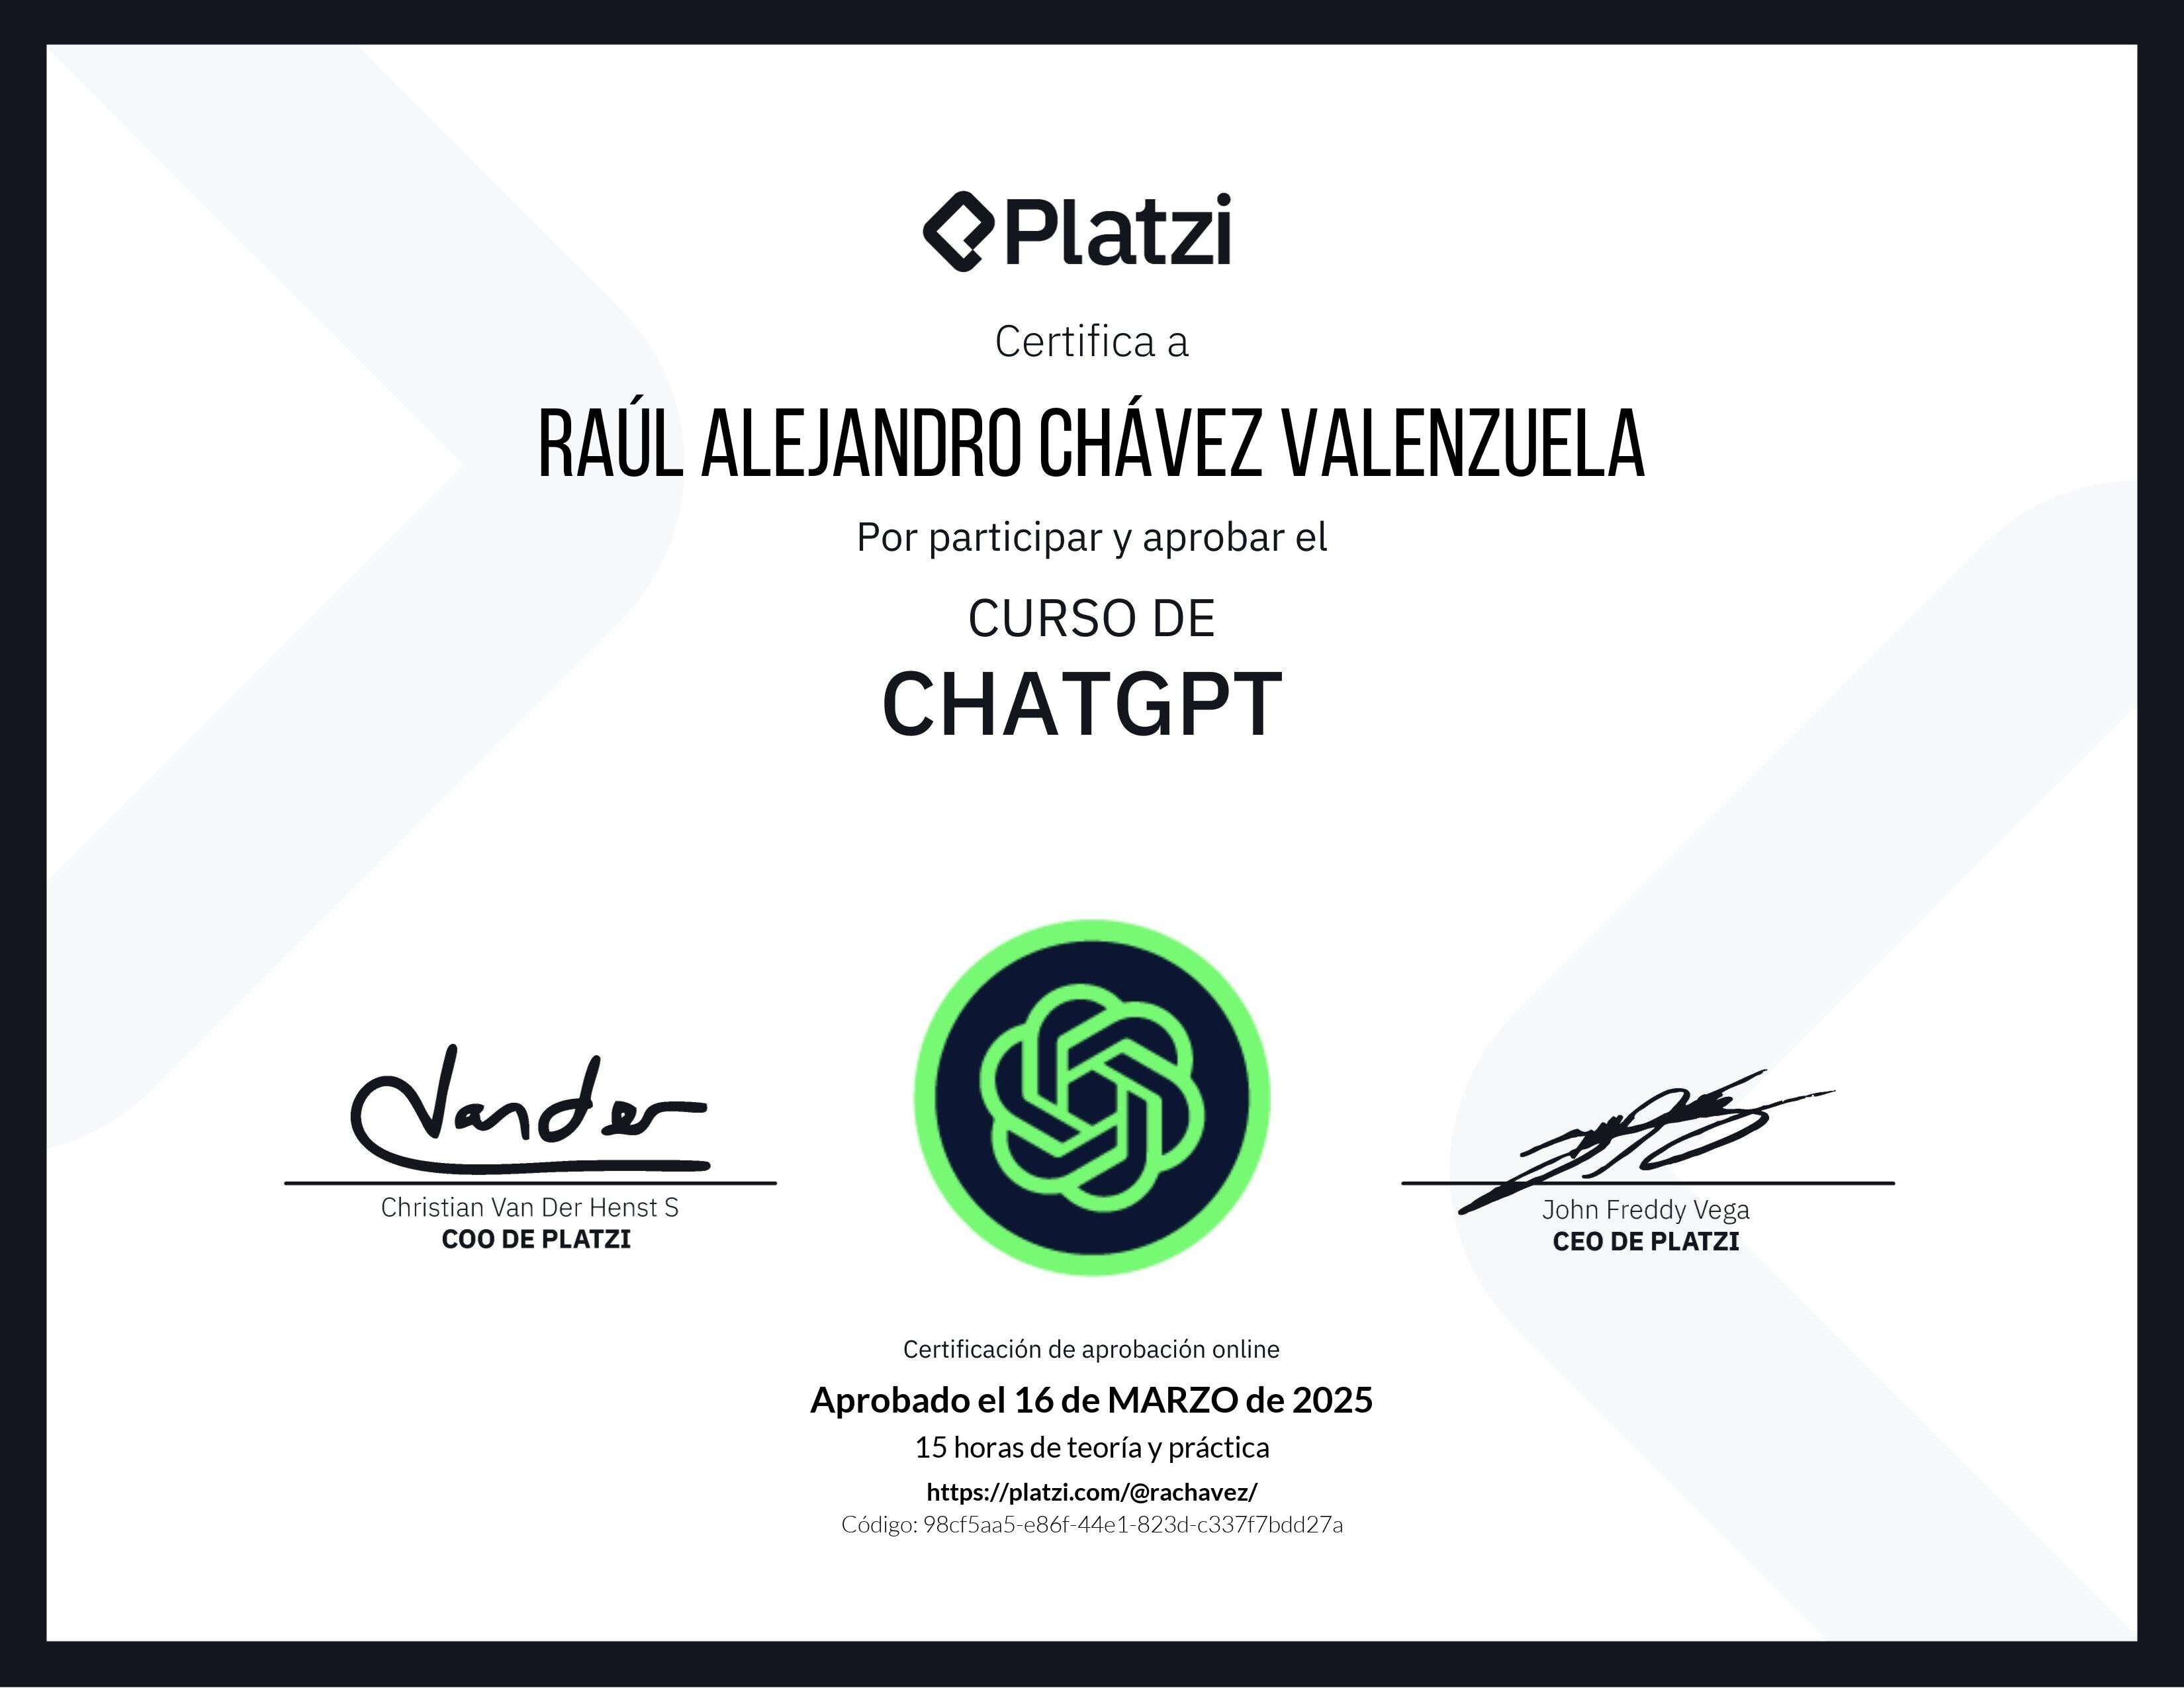 Platzi
Certifica a
RAÚL ALEJANDRO CHÁVEZ VALENZUELA
Por participar y aprobar el
CURSO DE
CHATGPT
Vander
Christian Van Der Henst S
COO DE PLATZI
John Freddy Vega
CEO DE PLATZI
Certificación de aprobación online
Aprobado el 16 de MARZO de 2025
15 horas de teoría y práctica
https://platzi.com/@rachavez/
Código: 98cf5aa5-e86f-44e1-823d-c337f7bdd27a